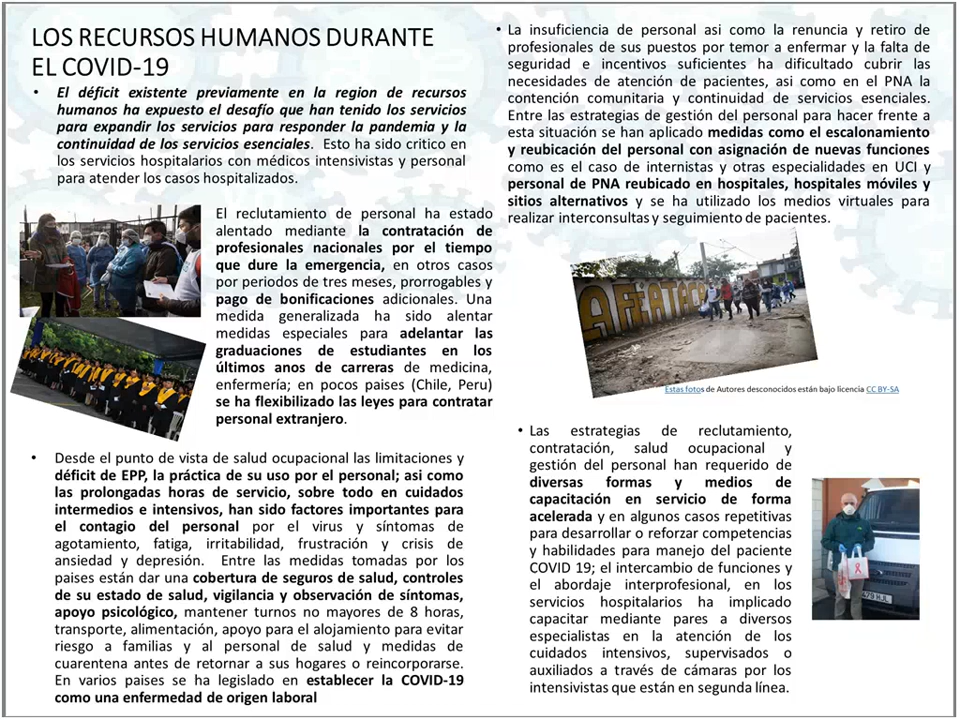 LOS RECURSOS HUMANOS DURANTE
EL COVID-19
• El déficit existente previamente en la region de recursos
humanos ha expuesto el desafío que han tenido los servicios
para expandir los servicios para responder la pandemia y la
continuidad de los servicios esenciales. Esto ha sido critico en
los servicios hospitalarios con médicos intensivistas y personal
para atender los casos hospitalizados.
El reclutamiento de personal ha estado
alentado mediante la contratación de
profesionales nacionales por el tiempo
que dure la emergencia, en otros casos
por periodos de tres meses, prorrogables y
pago de bonificaciones adicionales. Una
medida generalizada ha sido alentar
medidas especiales para adelantar las
graduaciones de estudiantes en los
últimos anos de carreras de medicina,
enfermería; en pocos paises (Chile, Peru)
se ha flexibilizado las leyes para contratar
personal extranjero.
• Desde el punto de vista de salud ocupacional las limitaciones y
déficit de EPP, la práctica de su uso por el personal; asi como
las prolongadas horas de servicio, sobre todo en cuidados
intermedios e intensivos, han sido factores importantes para
el contagio del personal por el virus y síntomas de
agotamiento, fatiga, irritabilidad, frustración y crisis de
ansiedad y depresión. Entre las medidas tomadas por los
paises están dar una cobertura de seguros de salud, controles
de su estado de salud, vigilancia y observación de síntomas,
apoyo psicológico, mantener turnos no mayores de 8 horas,
transporte, alimentación, apoyo para el alojamiento para evitar
riesgo a familias y al personal de salud y medidas de
cuarentena antes de retornar a sus hogares o reincorporarse.
En varios paises se ha legislado en establecer la COVID-19
como una enfermedad de origen laboral
• La insuficiencia de personal asi como la renuncia y retiro de
profesionales de sus puestos por temor a enfermar y la falta de
seguridad e incentivos suficientes ha dificultado cubrir las
necesidades de atención de pacientes, asi como en el PNA la
contención comunitaria y continuidad de servicios esenciales.
Entre las estrategias de gestión del personal para hacer frente a
esta situación se han aplicado medidas como el escalonamiento
y reubicación del personal con asignación de nuevas funciones
como es el caso de internistas y otras especialidades en UCI y
personal de PNA reubicado en hospitales, hospitales móviles y
sitios alternativos y se ha utilizado los medios virtuales para
realizar interconsultas y seguimiento de pacientes.
Estas fotos de Autores desconocidos están bajo licencia CC BY-SA
• Las estrategias de reclutamiento,
contratación, salud ocupacional y
gestión del personal han requerido de
diversas formas y medios de
capacitación en servicio de forma
acelerada y en algunos casos repetitivas
para desarrollar o reforzar competencias
y habilidades para manejo del paciente
COVID 19; el intercambio de funciones y
el abordaje interprofesional, en los
servicios hospitalarios ha implicado
capacitar mediante pares a diversos
especialistas en la atención de los
cuidados intensivos, supervisados o
auxiliados a través de cámaras por los
intensivistas que están en segunda línea.